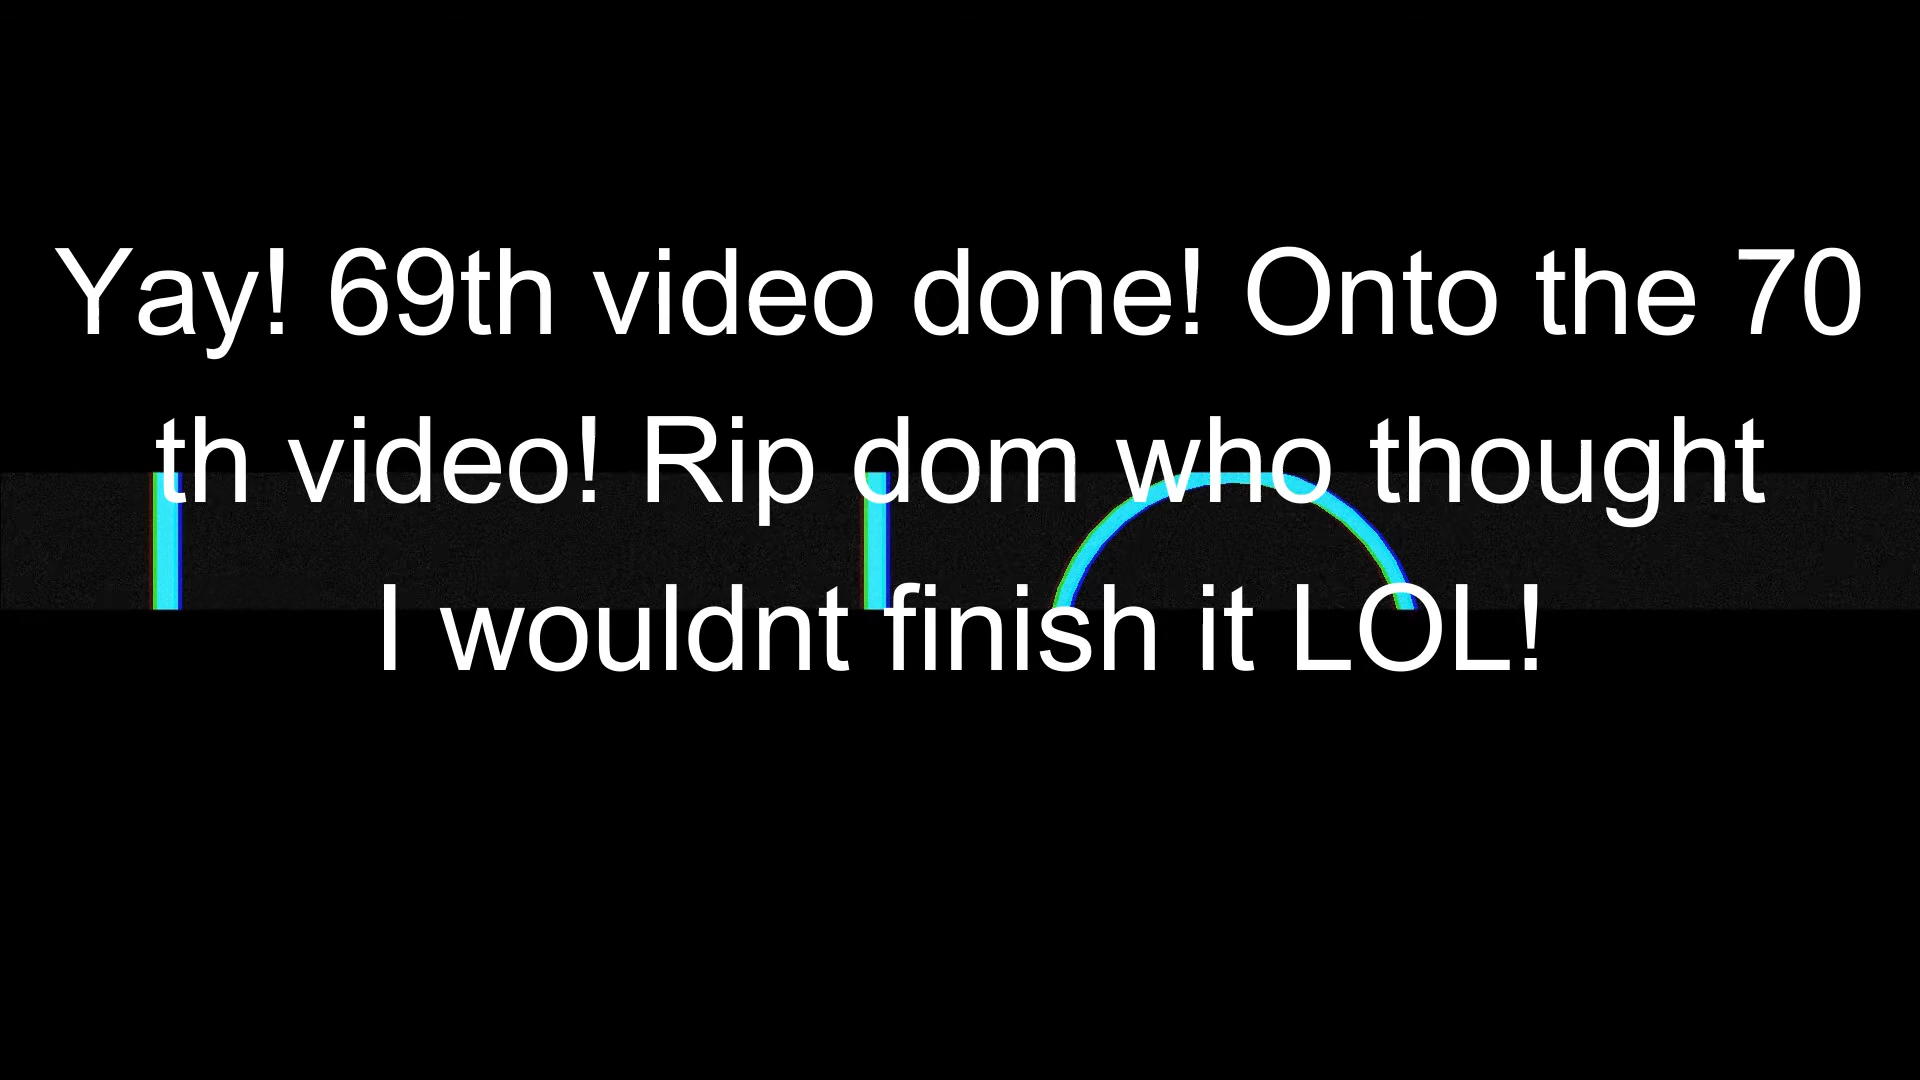 Yay! 69th video done! Onto the 70
th video! Rip dom who thought
I wouldnt finish it LOL!